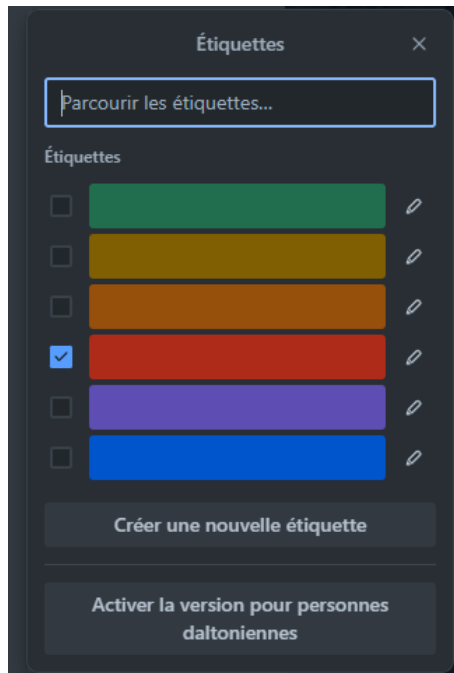 Étiquettes
Parcourir les étiquettes...
Étiquettes
Créer une nouvelle étiquette
Activer la version pour personnes
daltoniennes